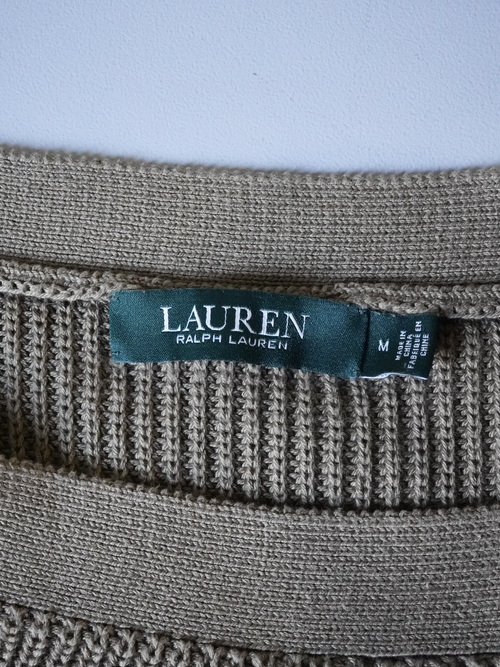 LAUREN
RALPH LAUREN
M
MADE IN
CHINA
FABRIQUÉ EN
CHINE